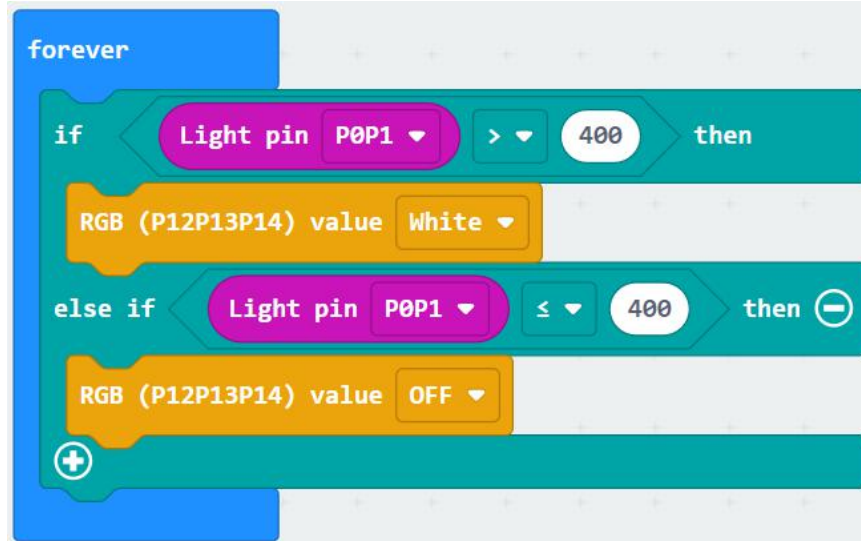 forever
if Light pin P0P1 > 400 then
RGB (P12P13P14) value White
else if Light pin P0P1 ≤ 400 then
RGB (P12P13P14) value OFF